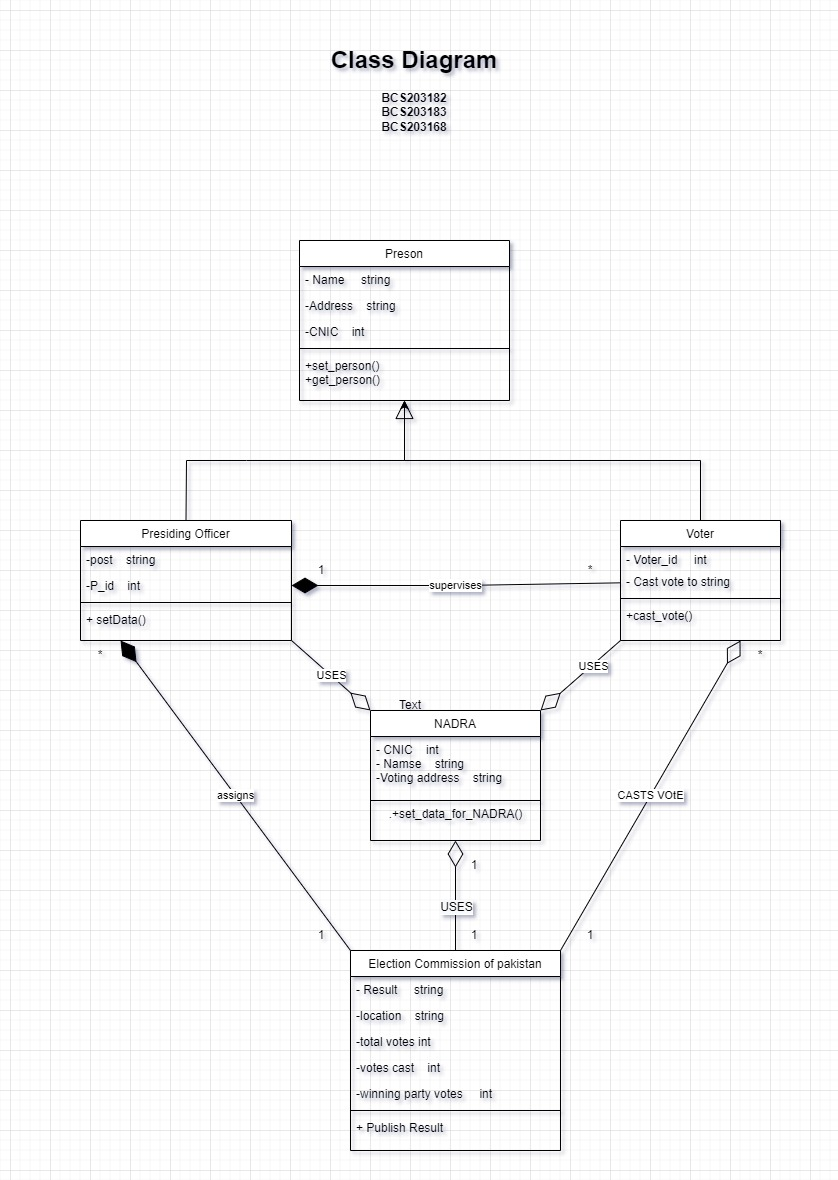 Class Diagram
BCS203182
BCS203183
BCS203168
Preson
- Name string
-Address string
-CNIC int
+set_person()
+get_person()
Presiding Officer
-post string
-P_id int
+ setData()
Voter
- Voter_id int
- Cast vote to string
+cast_vote()
1
supervises
*
*
USES
USES
*
Text
NADRA
- CNIC int
- Namse string
-Voting address string
.+set_data_for_NADRA()
assigns
CASTS VOtE
1
USES
1
1
1
Election Commission of pakistan
- Result string
-location string
-total votes int
-votes cast int
-winning party votes int
+ Publish Result